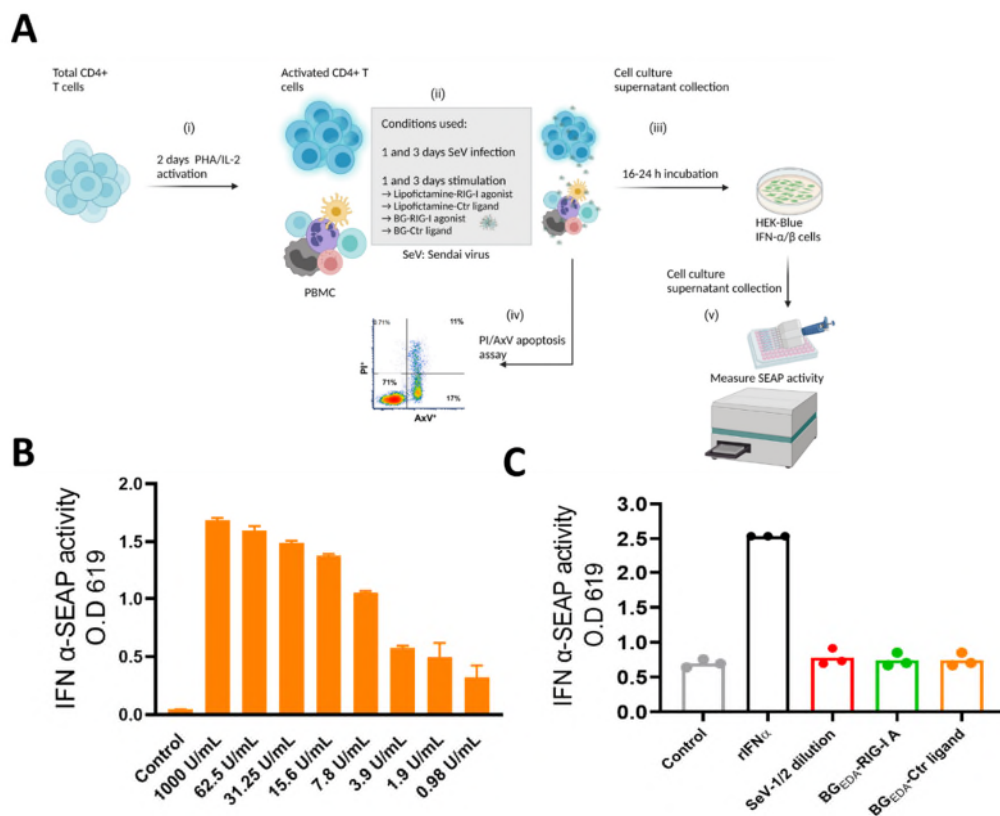 A
Total CD4+
T cells
(i)
2 days PHA/IL-2
activation
Activated CD4+ T
cells
PBMC
(ii)
Conditions used:
1 and 3 days SeV infection
1 and 3 days stimulation
→ Lipofictamine-RIG-I agonist
→ Lipofictamine-Ctr ligand
→ BG-RIG-I agonist
→ BG-Ctr ligand
SeV: Sendai virus
Cell culture
supernatant collection
(iii)
16-24 h incubation
HEK-Blue
IFN-α/β cells
Cell culture
supernatant collection
(iv)
PI/AxV apoptosis
assay
11%
71%
17%
PI⁺
AxV⁺
(v)
Measure SEAP activity
B
IFN α-SEAP activity
O.D 619
2.0
1.5
1.0
0.5
0.0
Control
1000 U/mL
62.5 U/mL
31.25 U/mL
15.6 U/mL
7.8 U/mL
3.9 U/mL
1.9 U/mL
0.98 U/mL
C
IFN α-SEAP activity
O.D 619
3.0
2.5
2.0
1.5
1.0
0.5
0.0
Control
rIFNα
SeV-1/2 dilution
BG_EDA-RIG-I A
BG_EDA-Ctr ligand